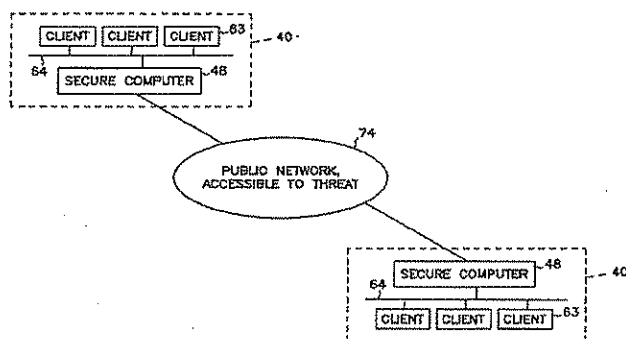 CLIENT CLIENT CLIENT 63 40
64
SECURE COMPUTER 48
74
PUBLIC NETWORK,
ACCESSIBLE TO THREAT
SECURE COMPUTER 48 40
64
CLIENT CLIENT CLIENT 63